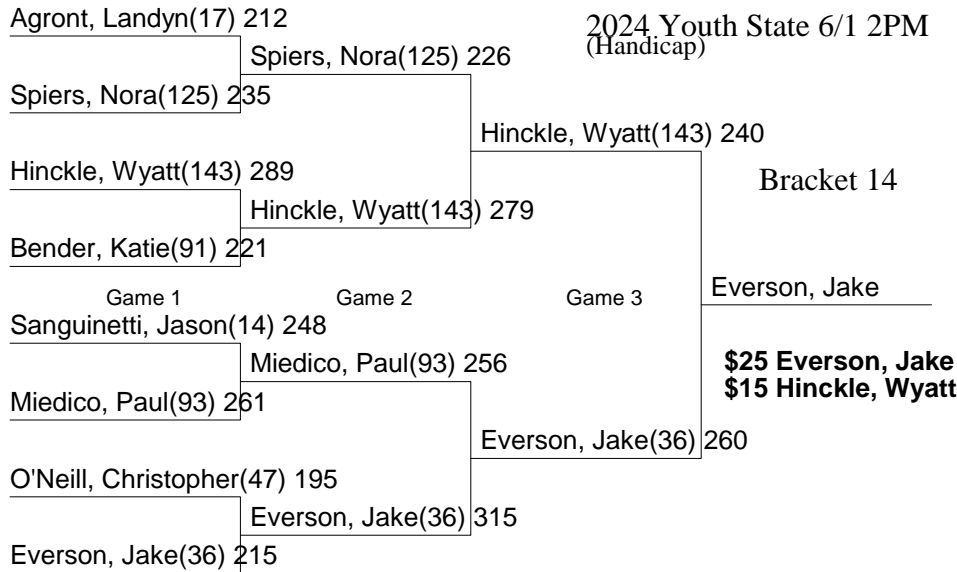 Agront, Landyn(17) 212
2024 Youth State 6/1 2PM
(Handicap)
Spiers, Nora(125) 226
Spiers, Nora(125) 235
Hinckle, Wyatt(143) 240
Hinckle, Wyatt(143) 289
Bracket 14
Hinckle, Wyatt(143) 279
Bender, Katie(91) 221
Game 1
Game 2
Game 3
Everson, Jake
Sanguinetti, Jason(14) 248
Miedico, Paul(93) 256
$25 Everson, Jake
$15 Hinckle, Wyatt
Miedico, Paul(93) 261
Everson, Jake(36) 260
O'Neill, Christopher(47) 195
Everson, Jake(36) 315
Everson, Jake(36) 215